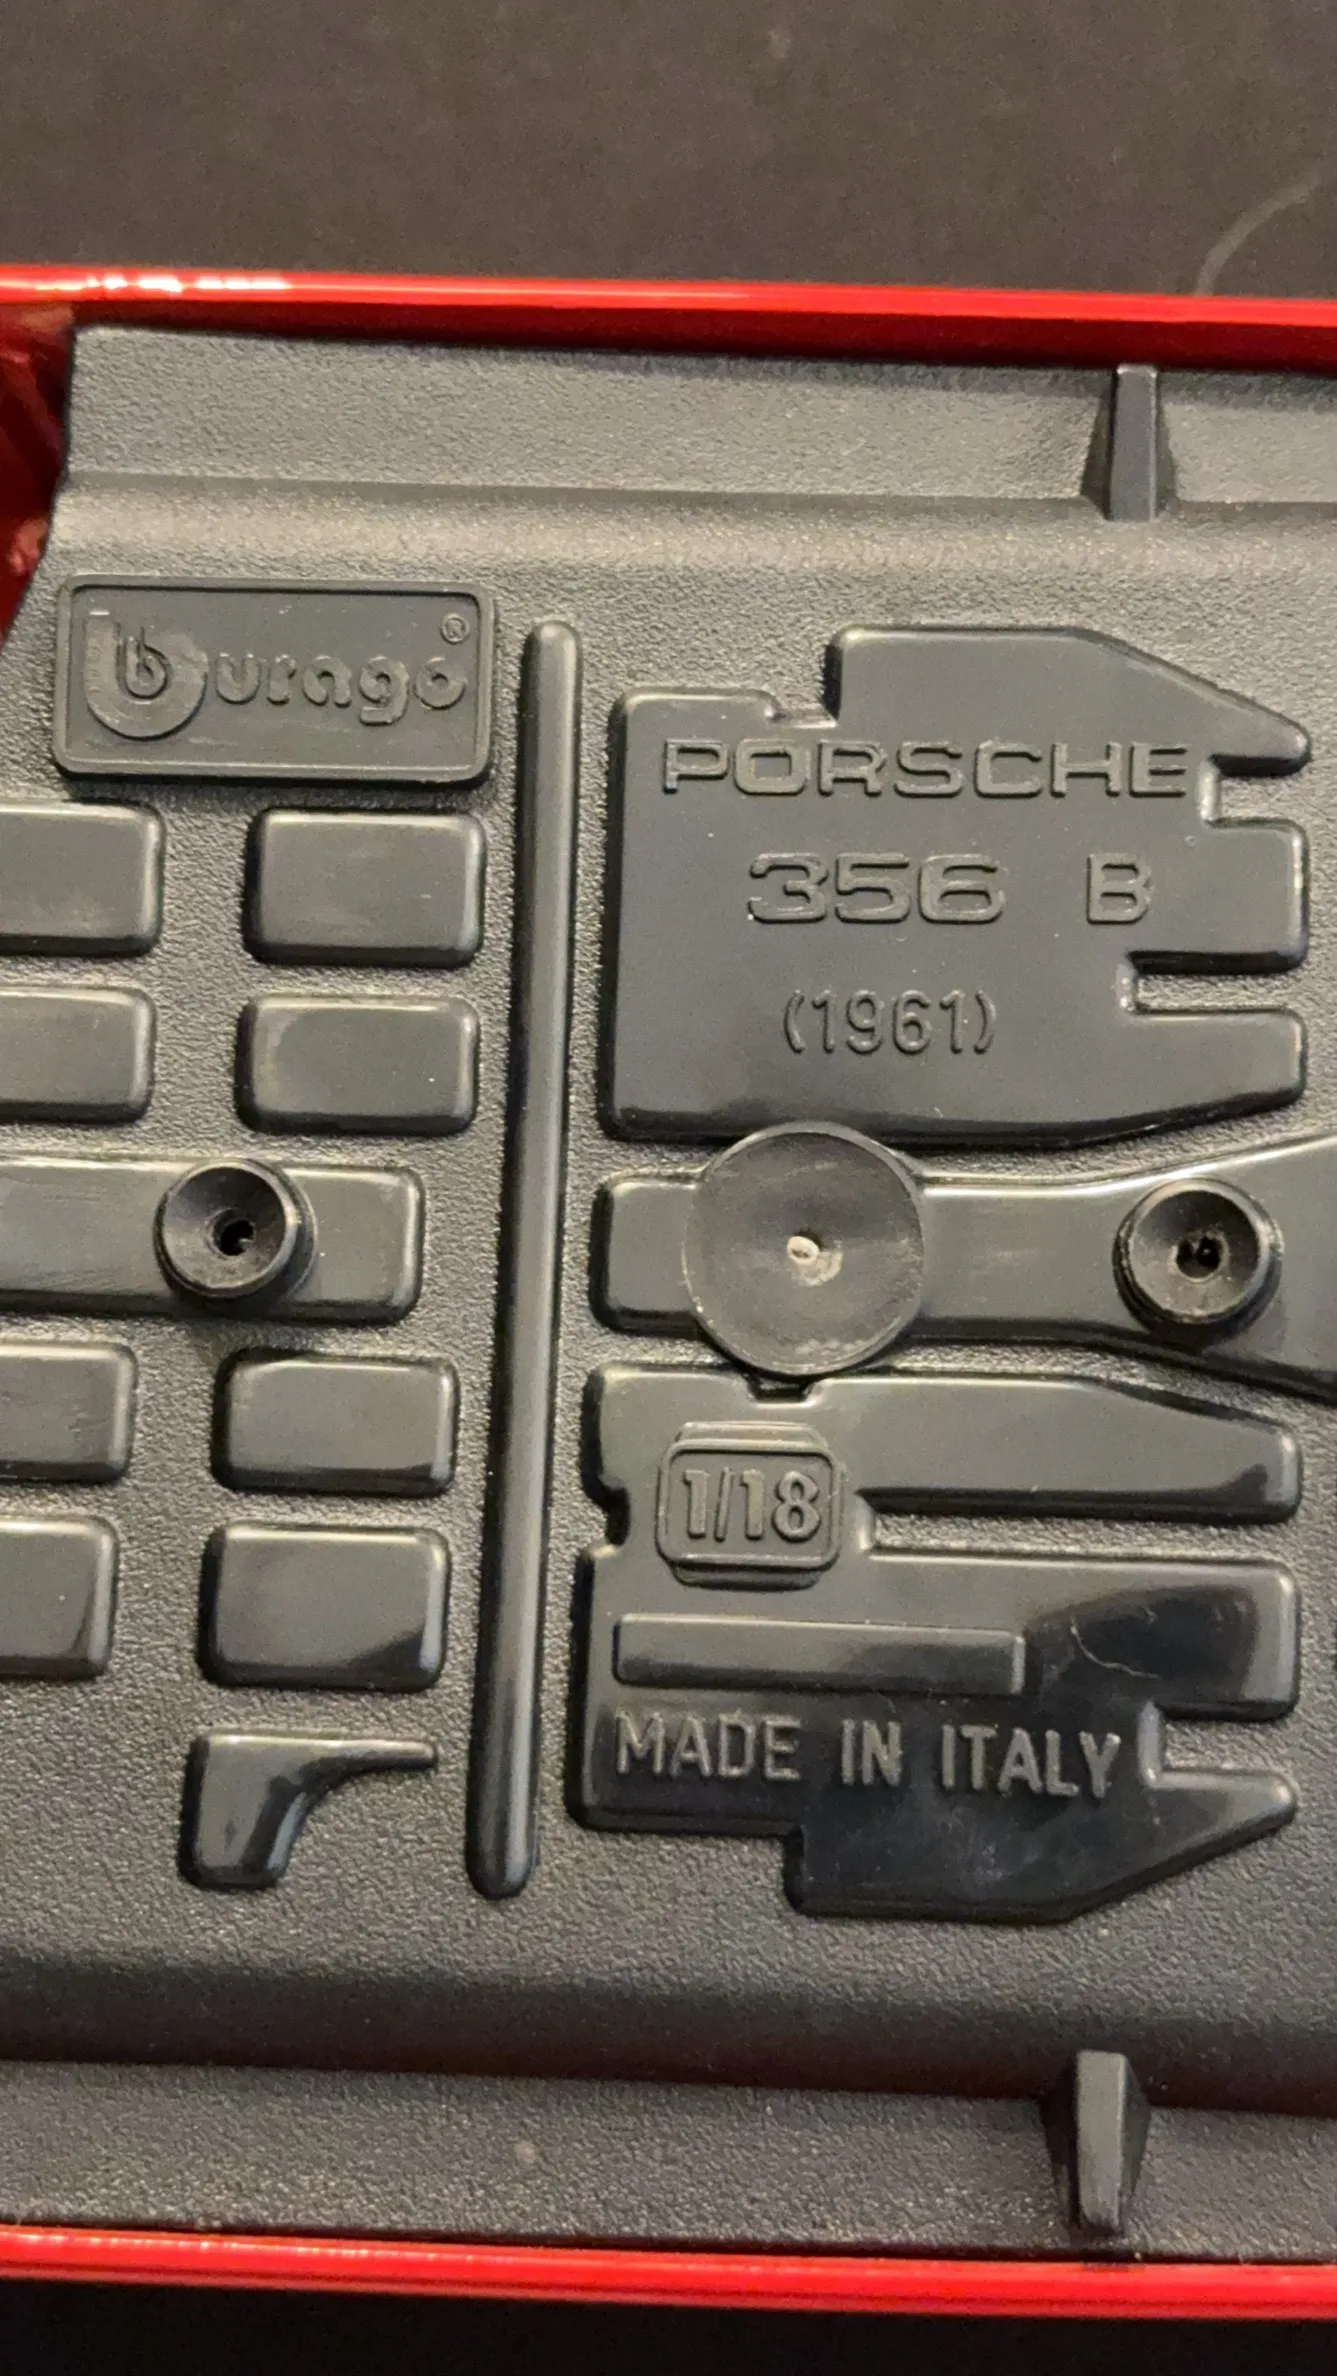 burago®
PORSCHE
356 B
(1961)
1/18
MADE IN ITALY